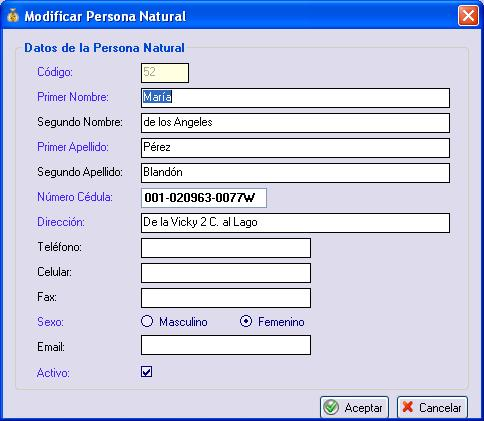 Modificar Persona Natural
Datos de la Persona Natural
Código: 52
Primer Nombre: María
Segundo Nombre: de los Angeles
Primer Apellido: Pérez
Segundo Apellido: Blandón
Número Cédula: 001-020963-0077W
Dirección: De la Vicky 2 C. al Lago
Teléfono:
Celular:
Fax:
Sexo: Masculino Femenino
Email:
Activo:
Aceptar Cancelar